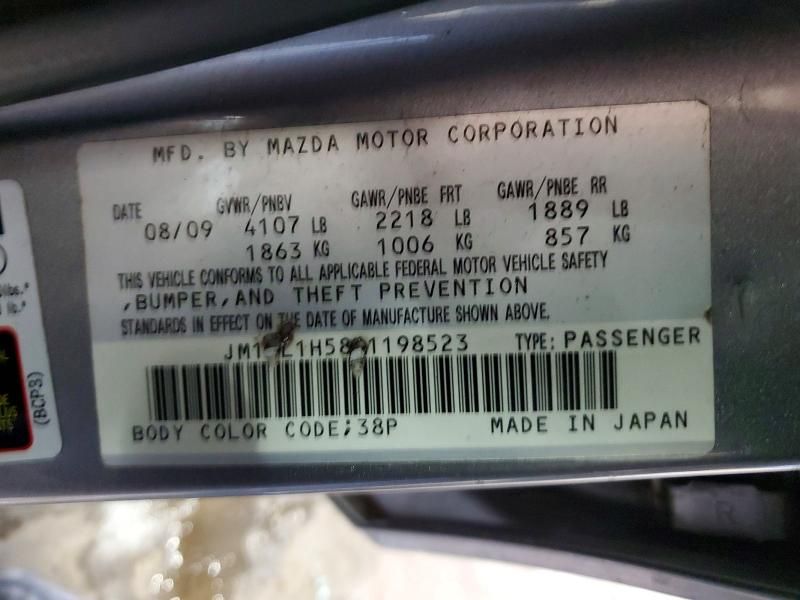 MFD. BY MAZDA MOTOR CORPORATION
DATE GVWR/PNBV GAWR/PNBE FRT GAWR/PNBE RR
08/09 4107 LB 2218 LB 1889 LB
1863 KG 1006 KG 857 KG
THIS VEHICLE CONFORMS TO ALL APPLICABLE FEDERAL MOTOR VEHICLE SAFETY
,BUMPER,AND THEFT PREVENTION
STANDARDS IN EFFECT ON THE DATE OF MANUFACTURE SHOWN ABOVE.
TYPE: PASSENGER
BODY COLOR CODE;38P MADE IN JAPAN
(BCP3)
R